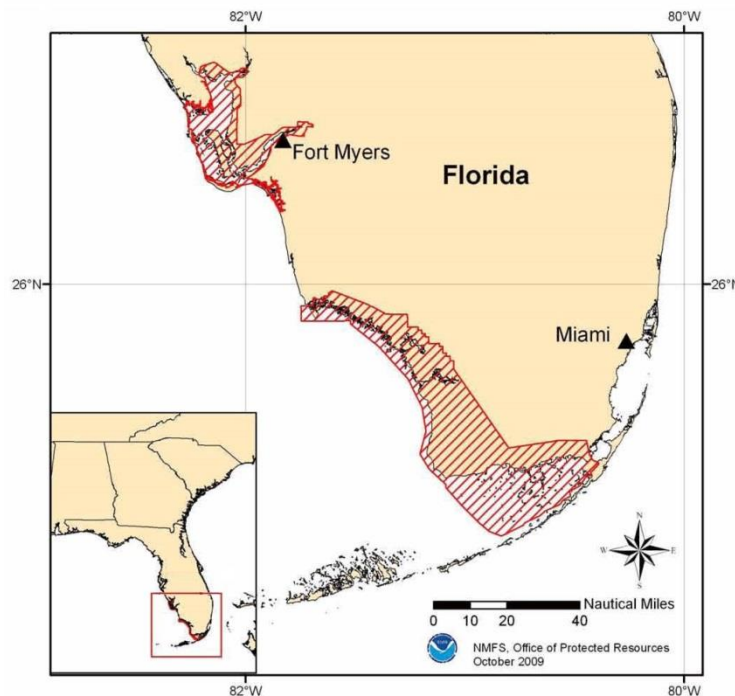 82°W
80°W
Fort Myers
Florida
26°N
26°N
Miami
N
W
E
S
Nautical Miles
0 10 20 40
NMFS, Office of Protected Resources
October 2009
82°W
80°W